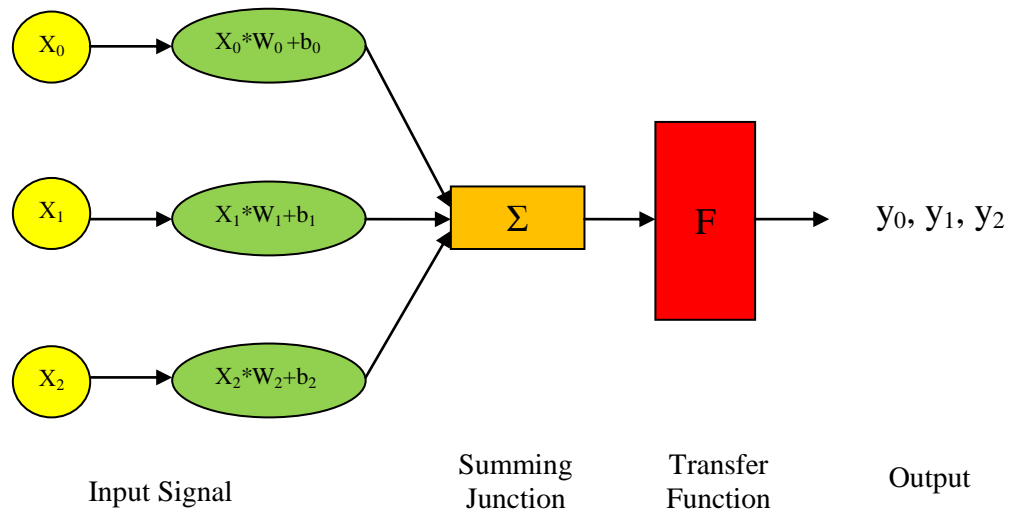 X₀
X₀*W₀ +b₀
X₁
X₁*W₁+b₁
Σ
F
y₀, y₁, y₂
X₂
X₂*W₂+b₂
Input Signal
Summing
Junction
Transfer
Function
Output